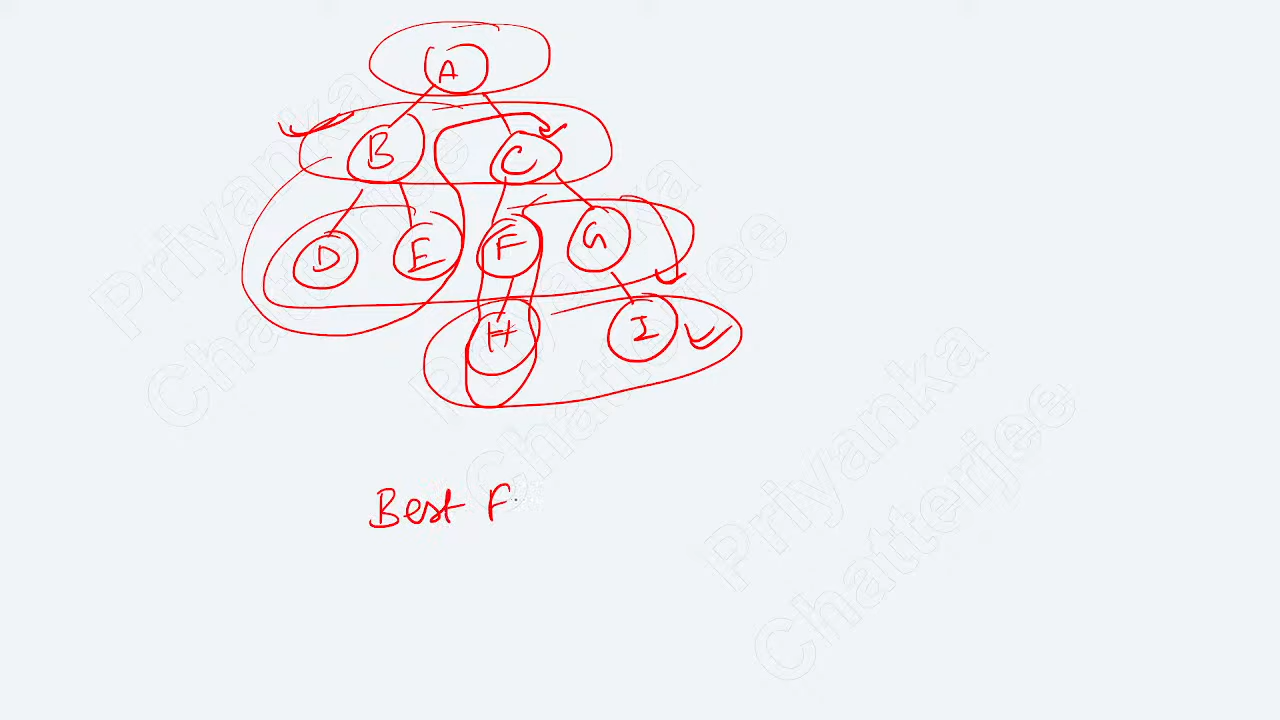 A
B C
D E F G
H I
Best F
Priyanka
Chatterjee
Priyanka
Chatterjee
Priyanka
Chatterjee